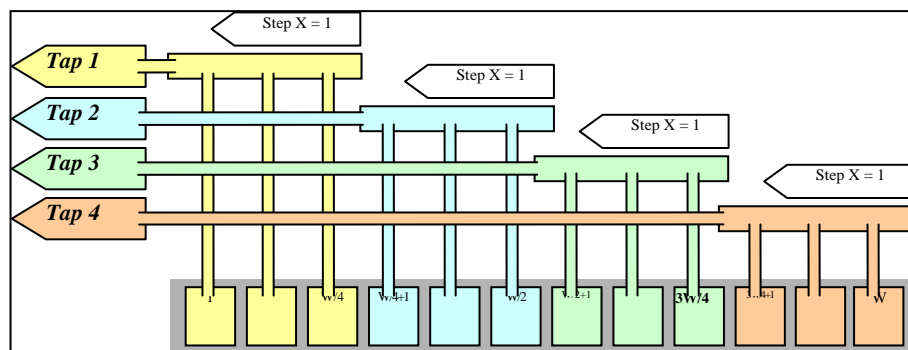 Step X = 1
Tap 1
Step X = 1
Tap 2
Step X = 1
Tap 3
Step X = 1
Tap 4
W/4 W/4+1 W/2 3W/4 W